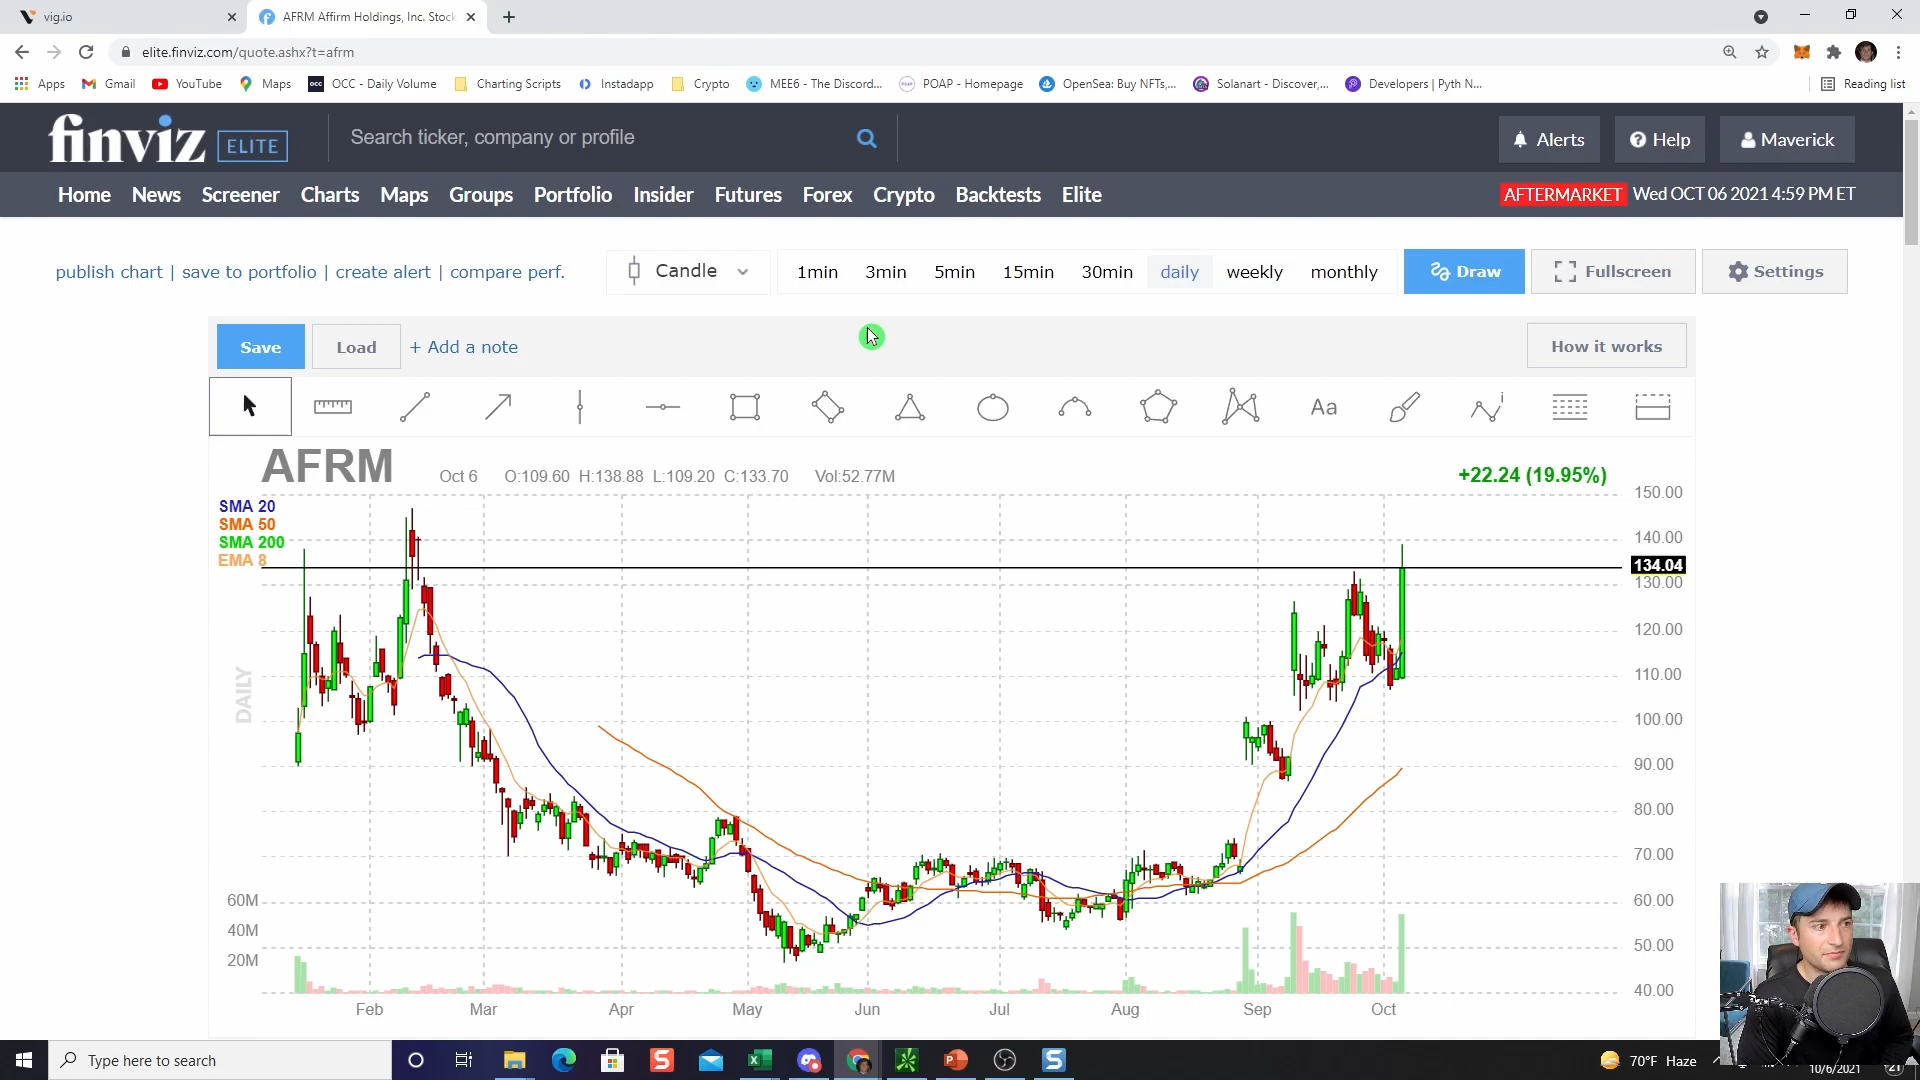 vig.io
AFRM Affirm Holdings, Inc. Stock
elite.finviz.com/quote.ashx?t=afrm
Apps Gmail YouTube Maps OCC - Daily Volume Charting Scripts Instadapp Crypto MEE6 - The Discord... POAP - Homepage OpenSea: Buy NFTs,... Solanart - Discover,... Developers | Pyth N... Reading list
finviz ELITE
Search ticker, company or profile
Alerts Help Maverick
Home News Screener Charts Maps Groups Portfolio Insider Futures Forex Crypto Backtests Elite
AFTERMARKET Wed OCT 06 2021 4:59 PM ET
publish chart | save to portfolio | create alert | compare perf.
Candle
1min 3min 5min 15min 30min daily weekly monthly
Draw Fullscreen Settings
Save Load + Add a note How it works
Aa
AFRM Oct 6 O:109.60 H:138.88 L:109.20 C:133.70 Vol:52.77M +22.24 (19.95%)
SMA 20
SMA 50
SMA 200
EMA 8
DAILY
150.00
140.00
134.04
130.00
120.00
110.00
100.00
90.00
80.00
70.00
60.00
50.00
40.00
60M
40M
20M
Feb Mar Apr May Jun Jul Aug Sep Oct
Type here to search
70°F Haze
10/6/2021